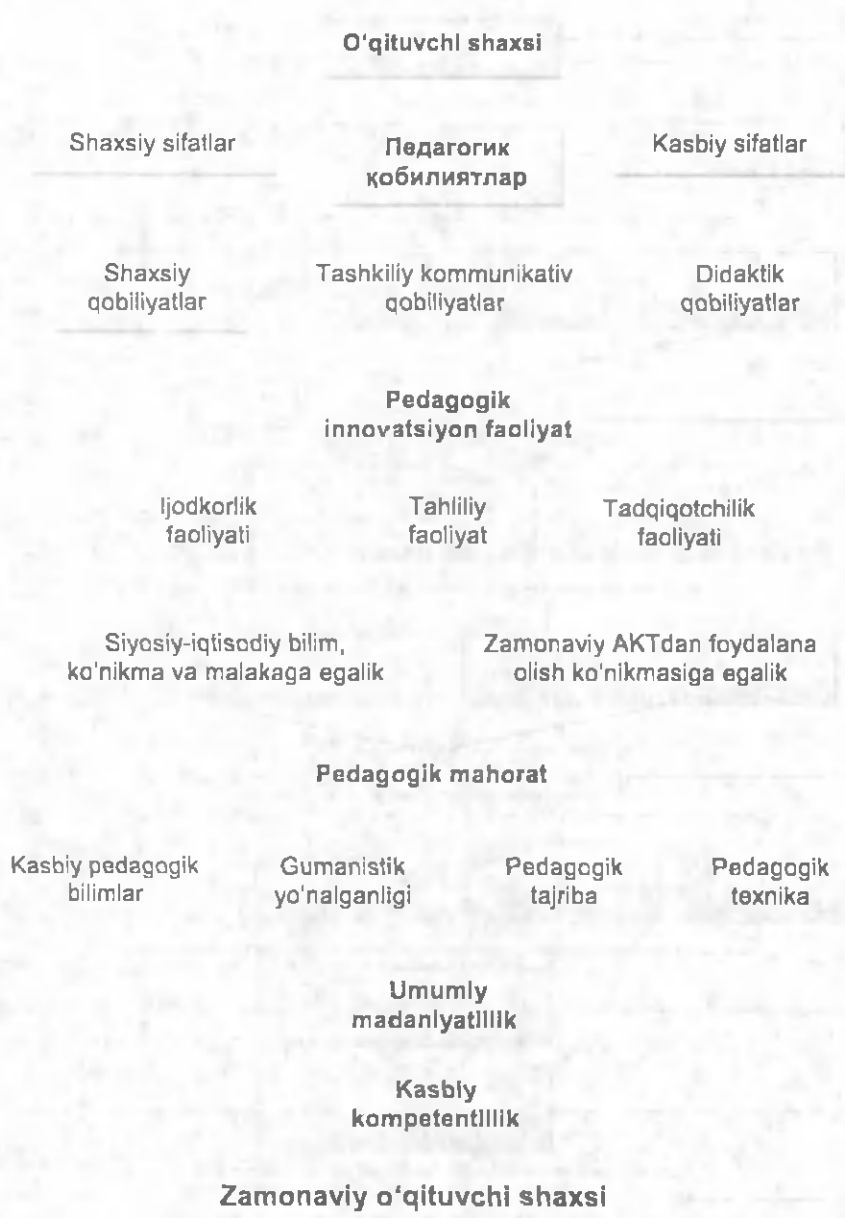 O‘qituvchi shaxsi
Shaxsiy sifatlar
Педагогик
қобилиятлар
Kasbiy sifatlar
Shaxsiy
qobiliyatlar
Tashkiliy kommunikativ
qobiliyatlar
Didaktik
qobiliyatlar
Pedagogik
innovatsiyon faoliyat
Ijodkorlik
faoliyati
Tahliliy
faoliyat
Tadqiqotchilik
faoliyati
Siyosiy-iqtisodiy bilim,
ko'nikma va malakaga egalik
Zamonaviy AKTdan foydalana
olish ko'nikmasiga egalik
Pedagogik mahorat
Kasbiy pedagogik
bilimlar
Gumanistik
yo'nalganligi
Pedagogik
tajriba
Pedagogik
texnika
Umumiy
madaniyatlilik
Kasbiy
kompetentlilik
Zamonaviy o‘qituvchi shaxsi